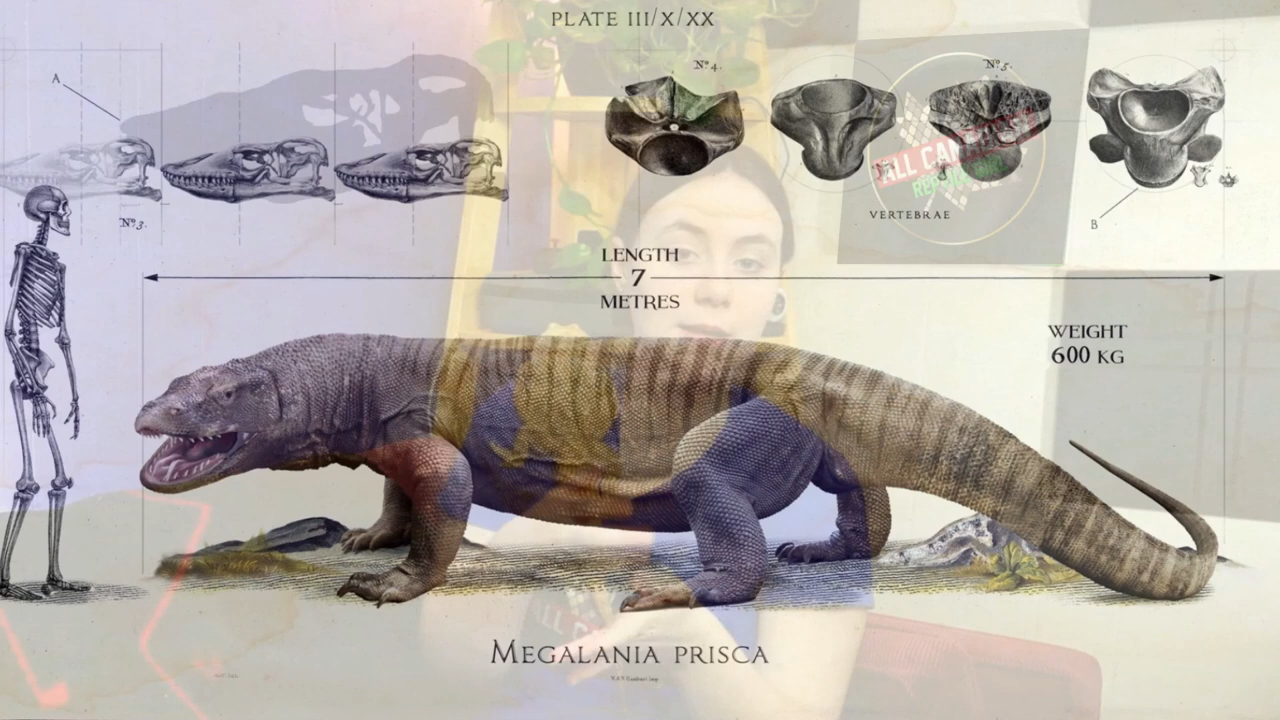 PLATE III/X/XX
Nº 4.
Nº 5.
A
Nº 3.
VERTEBRAE
B
LENGTH
7
METRES
WEIGHT
600 KG
MEGALANIA PRISCA